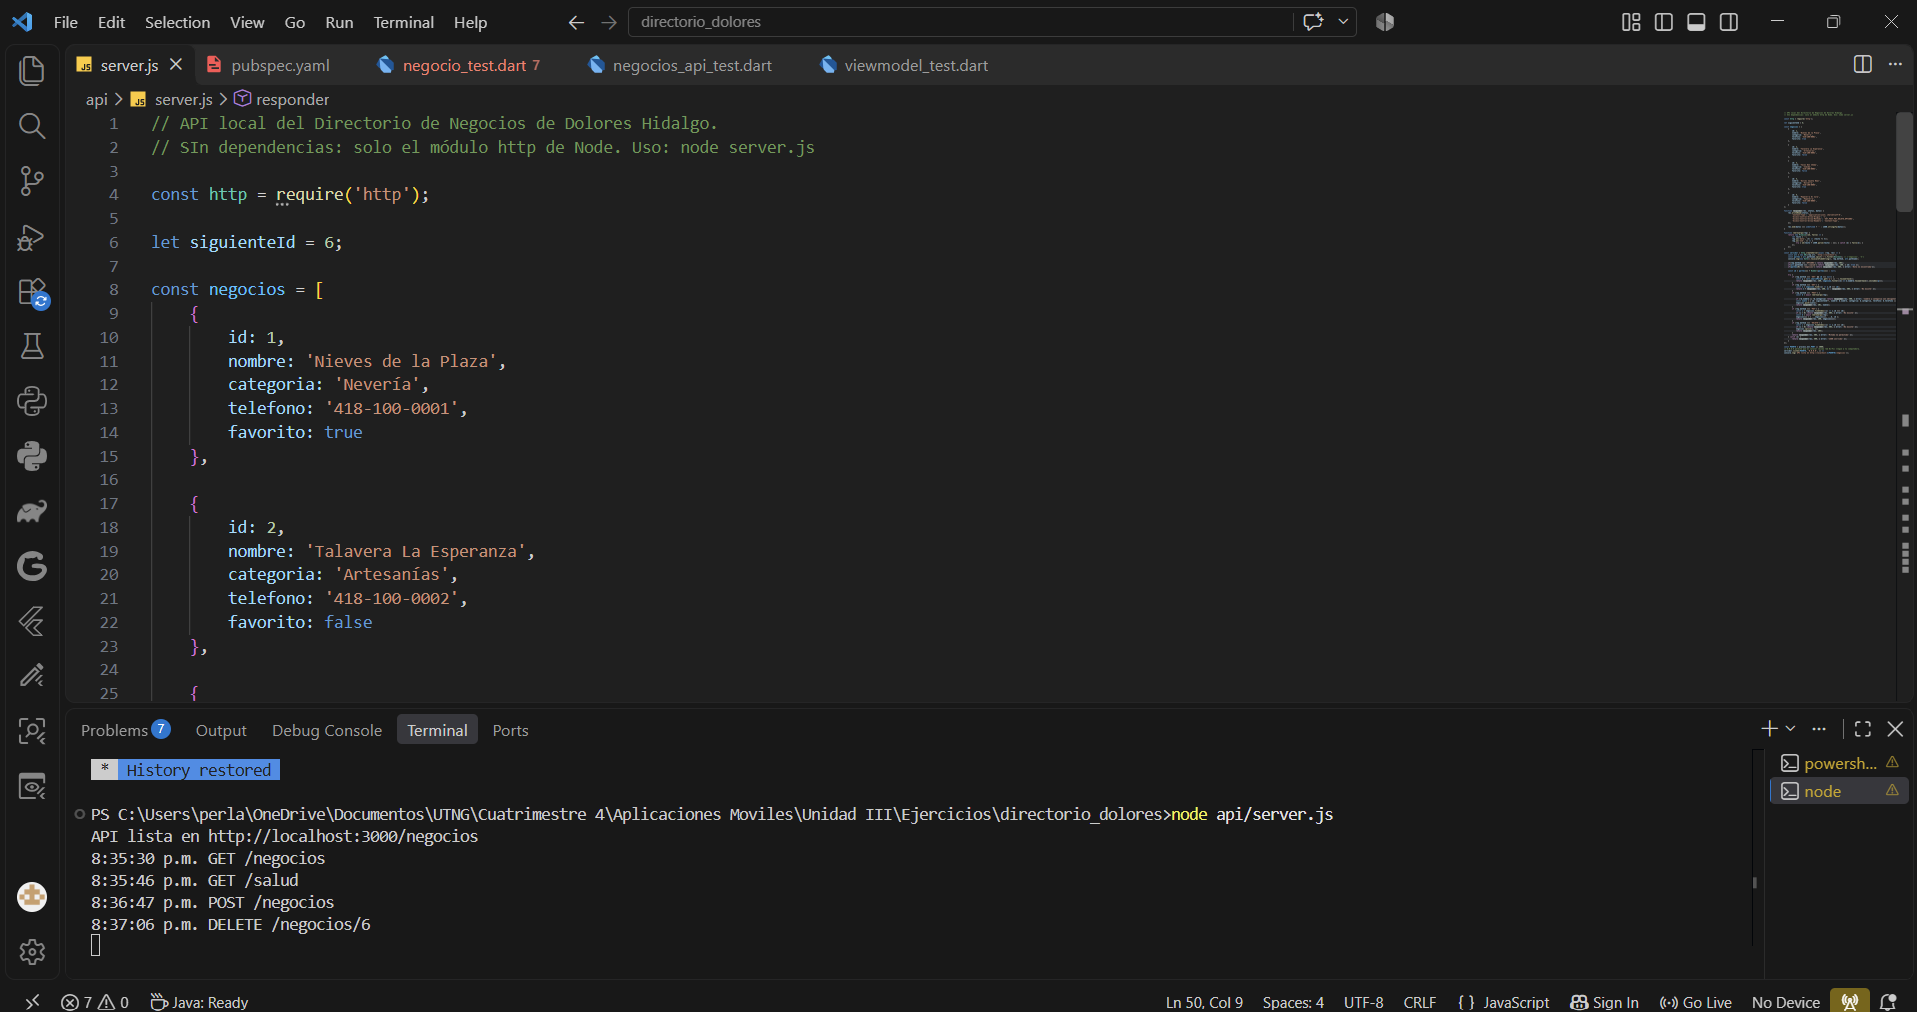 File Edit Selection View Go Run Terminal Help
directorio_dolores
JS server.js
pubspec.yaml
negocio_test.dart 7
negocios_api_test.dart
viewmodel_test.dart
api > JS server.js > responder
1 // API local del Directorio de Negocios de Dolores Hidalgo.
2 // SIn dependencias: solo el módulo http de Node. Uso: node server.js
3
4 const http = require('http');
5
6 let siguienteId = 6;
7
8 const negocios = [
9 {
10 id: 1,
11 nombre: 'Nieves de la Plaza',
12 categoria: 'Nevería',
13 telefono: '418-100-0001',
14 favorito: true
15 },
16
17 {
18 id: 2,
19 nombre: 'Talavera La Esperanza',
20 categoria: 'Artesanías',
21 telefono: '418-100-0002',
22 favorito: false
23 },
24
25 {
Problems 7 Output Debug Console Terminal Ports
* History restored
PS C:\Users\perla\OneDrive\Documentos\UTNG\Cuatrimestre 4\Aplicaciones Moviles\Unidad III\Ejercicios\directorio_dolores>node api/server.js
API lista en http://localhost:3000/negocios
8:35:30 p.m. GET /negocios
8:35:46 p.m. GET /salud
8:36:47 p.m. POST /negocios
8:37:06 p.m. DELETE /negocios/6
powersh...
node
7 0 Java: Ready
Ln 50, Col 9 Spaces: 4 UTF-8 CRLF { } JavaScript Sign In Go Live No Device